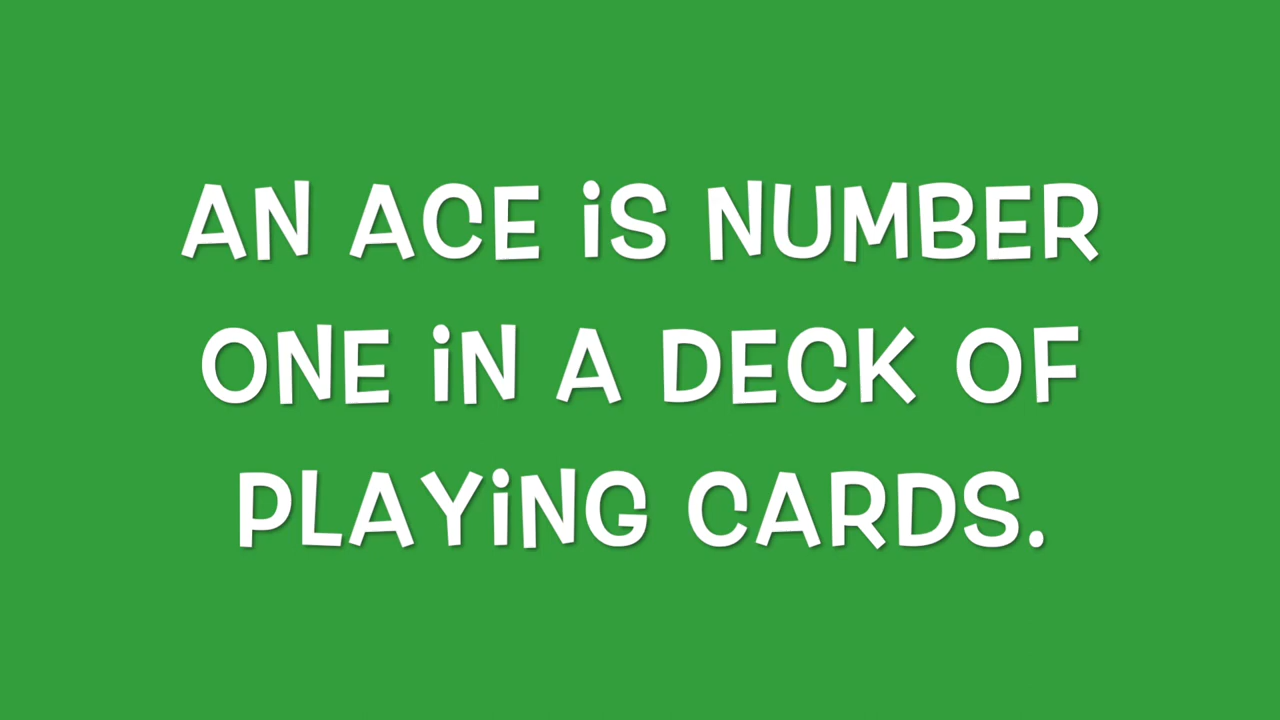 AN ACE iS NUMBER
ONE iN A DECK OF
PLAYiNG CARDS.